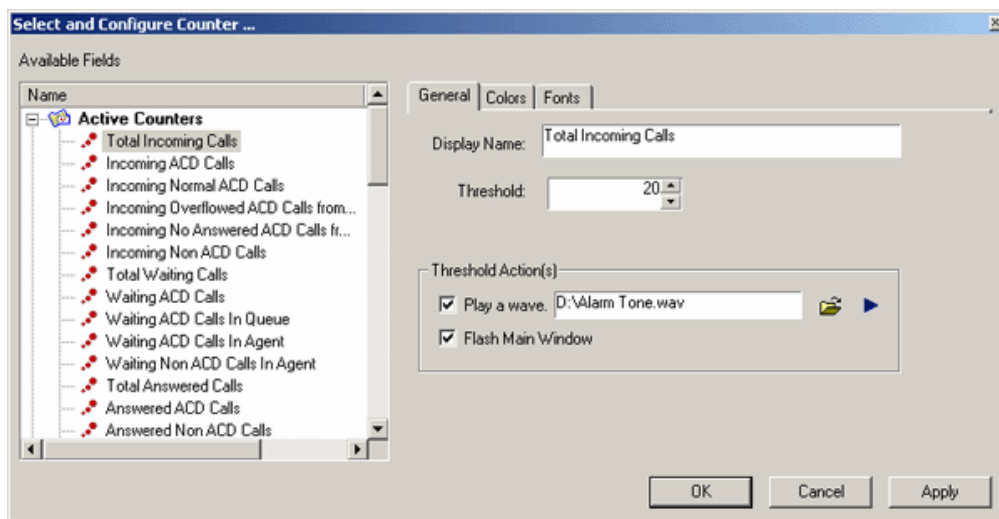 Select and Configure Counter ...
Available Fields
Name
Active Counters
Total Incoming Calls
Incoming ACD Calls
Incoming Normal ACD Calls
Incoming Overflowed ACD Calls from...
Incoming No Answered ACD Calls fr...
Incoming Non ACD Calls
Total Waiting Calls
Waiting ACD Calls
Waiting ACD Calls In Queue
Waiting ACD Calls In Agent
Waiting Non ACD Calls In Agent
Total Answered Calls
Answered ACD Calls
Answered Non ACD Calls
General Colors Fonts
Display Name: Total Incoming Calls
Threshold: 20
Threshold Action(s)
Play a wave. D:\Alarm Tone.wav
Flash Main Window
OK Cancel Apply